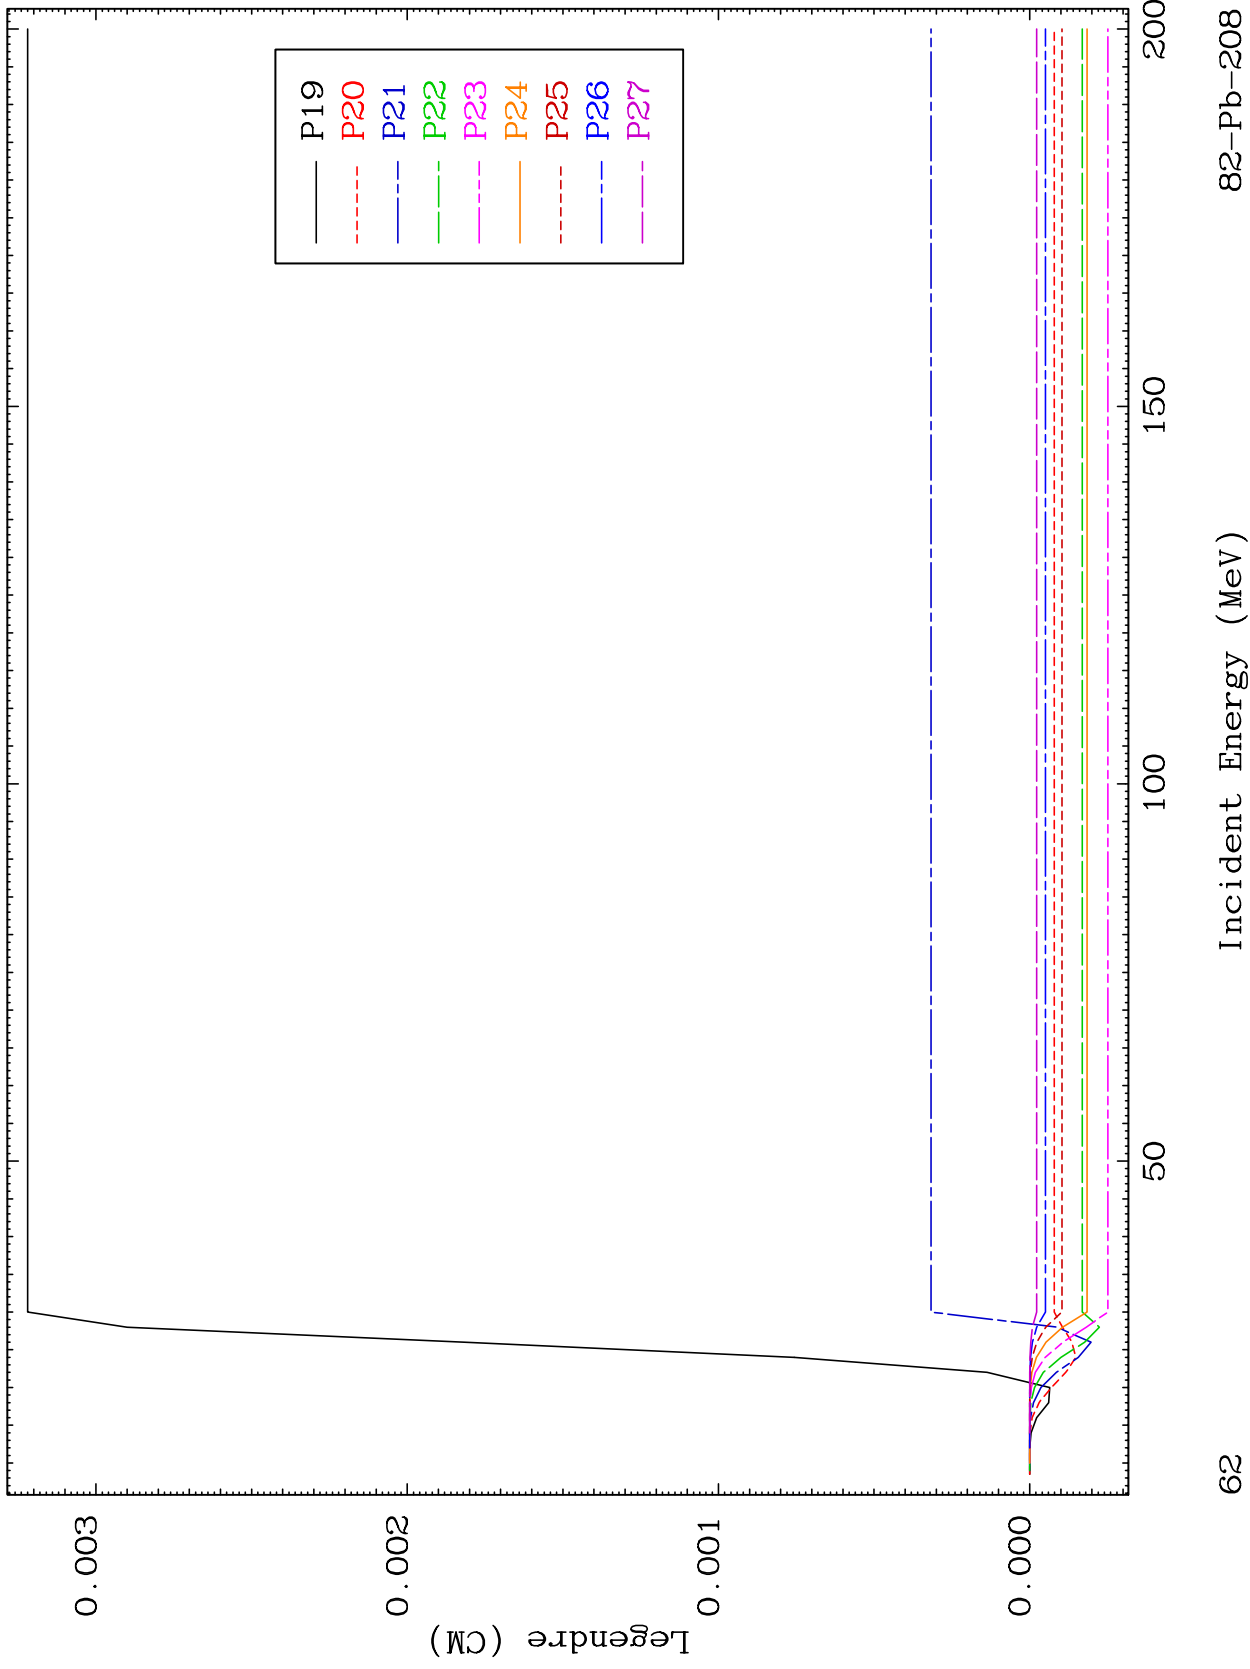 Legendre (CM)
0.003
0.002
0.001
0.000
P19
P20
P21
P22
P23
P24
P25
P26
P27
50
100
150
200
Incident Energy (MeV)
62
82-Pb-208